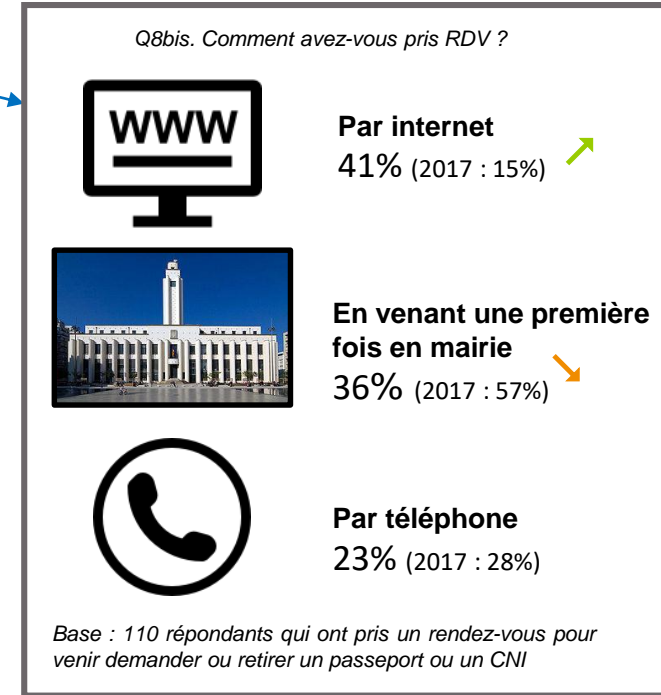 Q8bis. Comment avez-vous pris RDV ?
WWW
Par internet
41% (2017 : 15%)
En venant une première
fois en mairie
36% (2017 : 57%)
Par téléphone
23% (2017 : 28%)
Base : 110 répondants qui ont pris un rendez-vous pour
venir demander ou retirer un passeport ou un CNI